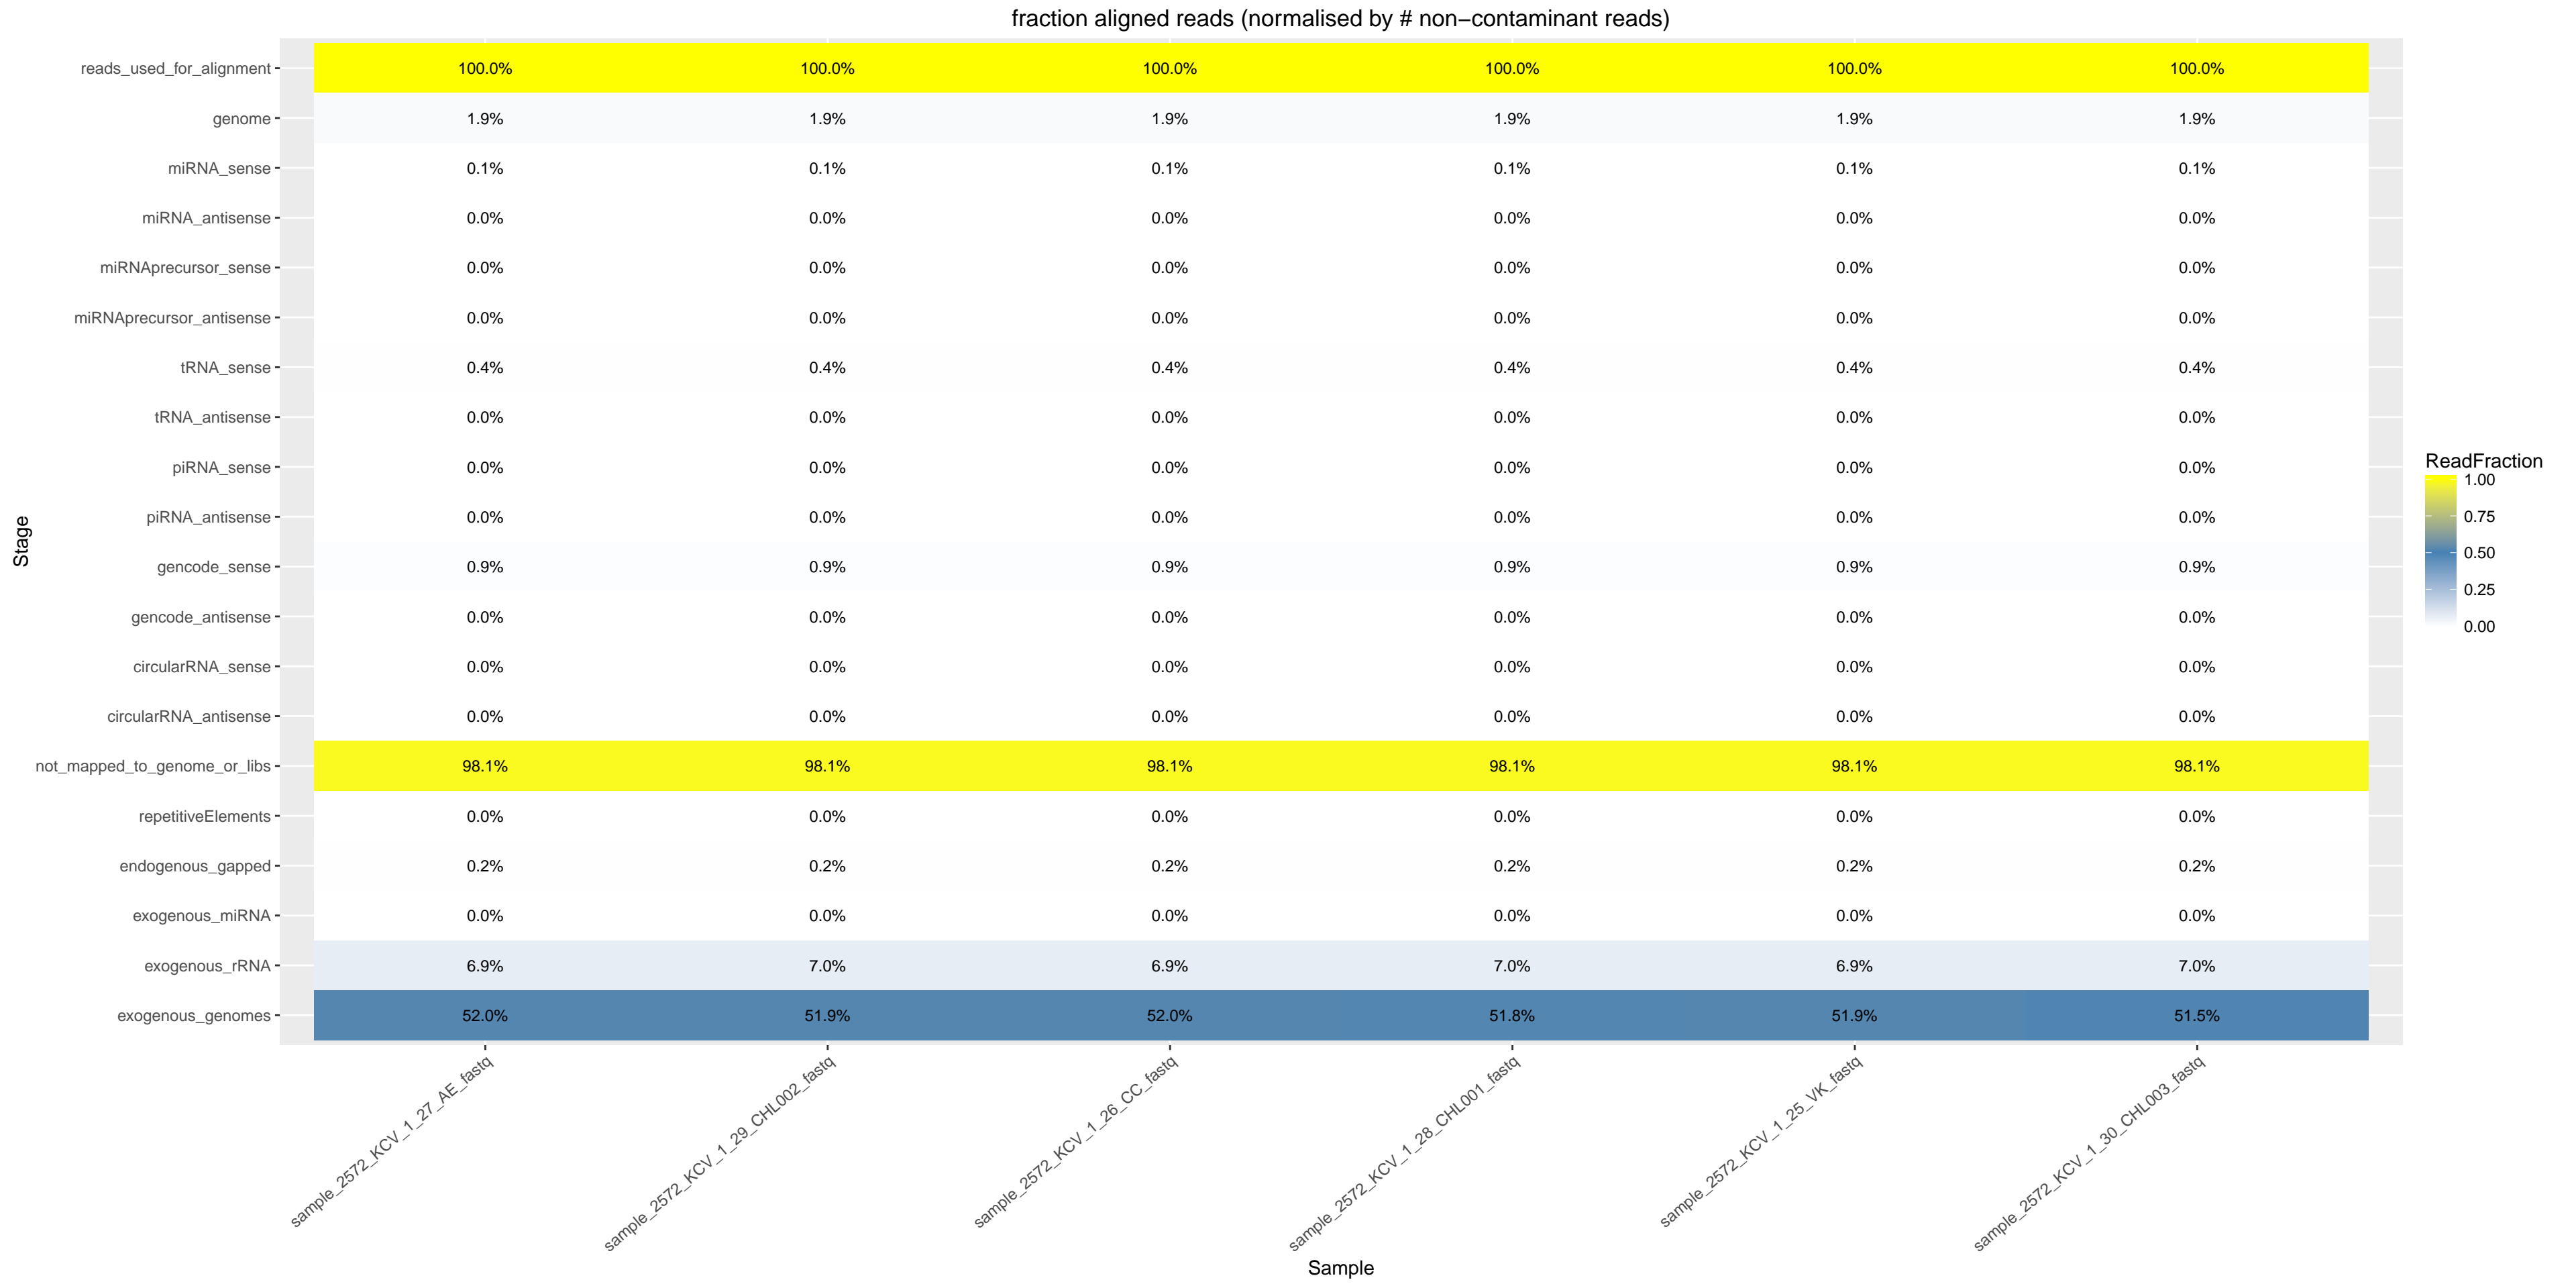 fraction aligned reads (normalised by # non−contaminant reads)
reads_used_for_alignment 100.0% 100.0% 100.0% 100.0% 100.0% 100.0%
genome 1.9% 1.9% 1.9% 1.9% 1.9% 1.9%
miRNA_sense 0.1% 0.1% 0.1% 0.1% 0.1% 0.1%
miRNA_antisense 0.0% 0.0% 0.0% 0.0% 0.0% 0.0%
miRNAprecursor_sense 0.0% 0.0% 0.0% 0.0% 0.0% 0.0%
miRNAprecursor_antisense 0.0% 0.0% 0.0% 0.0% 0.0% 0.0%
tRNA_sense 0.4% 0.4% 0.4% 0.4% 0.4% 0.4%
tRNA_antisense 0.0% 0.0% 0.0% 0.0% 0.0% 0.0%
piRNA_sense 0.0% 0.0% 0.0% 0.0% 0.0% 0.0%
piRNA_antisense 0.0% 0.0% 0.0% 0.0% 0.0% 0.0%
gencode_sense 0.9% 0.9% 0.9% 0.9% 0.9% 0.9%
gencode_antisense 0.0% 0.0% 0.0% 0.0% 0.0% 0.0%
circularRNA_sense 0.0% 0.0% 0.0% 0.0% 0.0% 0.0%
circularRNA_antisense 0.0% 0.0% 0.0% 0.0% 0.0% 0.0%
not_mapped_to_genome_or_libs 98.1% 98.1% 98.1% 98.1% 98.1% 98.1%
repetitiveElements 0.0% 0.0% 0.0% 0.0% 0.0% 0.0%
endogenous_gapped 0.2% 0.2% 0.2% 0.2% 0.2% 0.2%
exogenous_miRNA 0.0% 0.0% 0.0% 0.0% 0.0% 0.0%
exogenous_rRNA 6.9% 7.0% 6.9% 7.0% 6.9% 7.0%
exogenous_genomes 52.0% 51.9% 52.0% 51.8% 51.9% 51.5%
Stage
sample_2572_KCV_1_27_AE_fastq
sample_2572_KCV_1_29_CHL002_fastq
sample_2572_KCV_1_26_CC_fastq
sample_2572_KCV_1_28_CHL001_fastq
sample_2572_KCV_1_25_VK_fastq
sample_2572_KCV_1_30_CHL003_fastq
Sample
ReadFraction
1.00
0.75
0.50
0.25
0.00